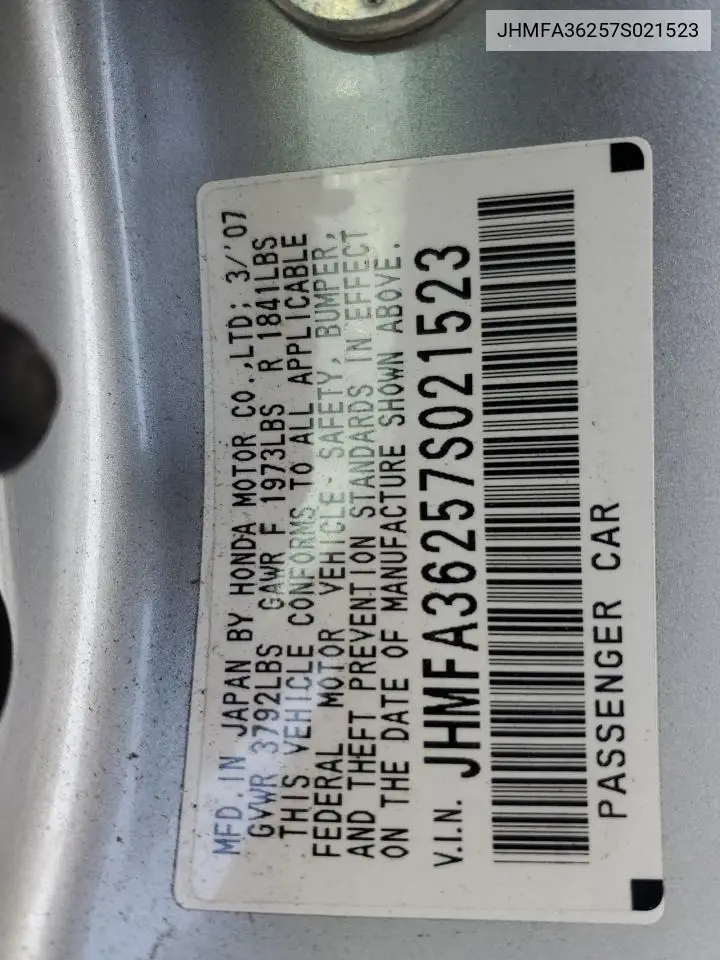 JHMFA36257S021523
MFD. IN JAPAN BY HONDA MOTOR CO.,LTD; 3/'07
GVWR 3792LBS GAWR F 1973LBS R 1841LBS
THIS VEHICLE CONFORMS TO ALL APPLICABLE
FEDERAL MOTOR VEHICLE SAFETY, BUMPER,
AND THEFT PREVENTION STANDARDS IN EFFECT
ON THE DATE OF MANUFACTURE SHOWN ABOVE.
V.I.N. JHMFA36257S021523
PASSENGER CAR